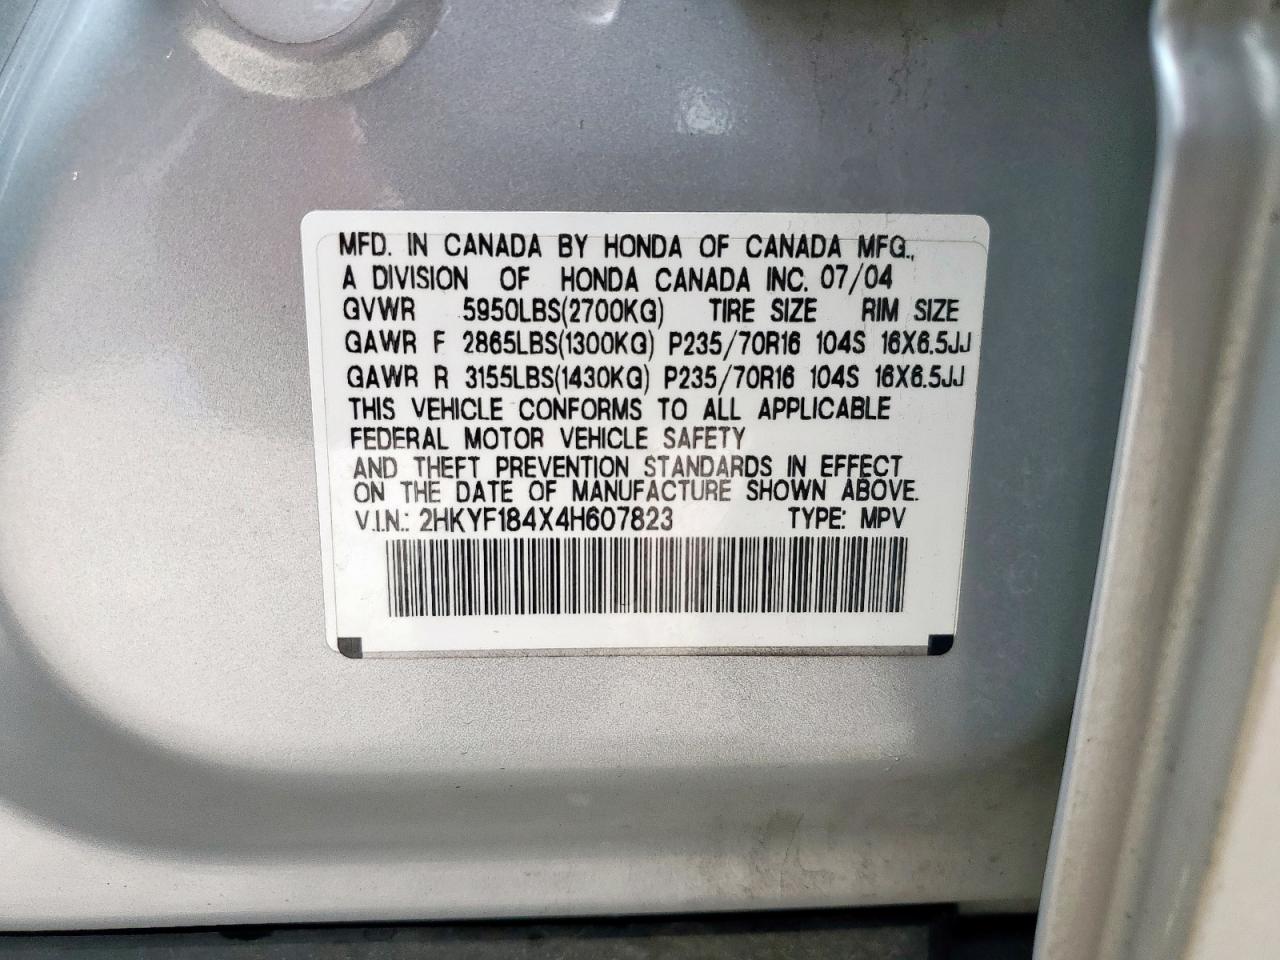 MFD. IN CANADA BY HONDA OF CANADA MFG.,
A DIVISION OF HONDA CANADA INC. 07/04
GVWR 5950LBS(2700KG) TIRE SIZE RIM SIZE
GAWR F 2865LBS(1300KG) P235/70R16 104S 16X6.5JJ
GAWR R 3155LBS(1430KG) P235/70R16 104S 16X6.5JJ
THIS VEHICLE CONFORMS TO ALL APPLICABLE
FEDERAL MOTOR VEHICLE SAFETY
AND THEFT PREVENTION STANDARDS IN EFFECT
ON THE DATE OF MANUFACTURE SHOWN ABOVE.
V.I.N.: 2HKYF184X4H607823 TYPE: MPV